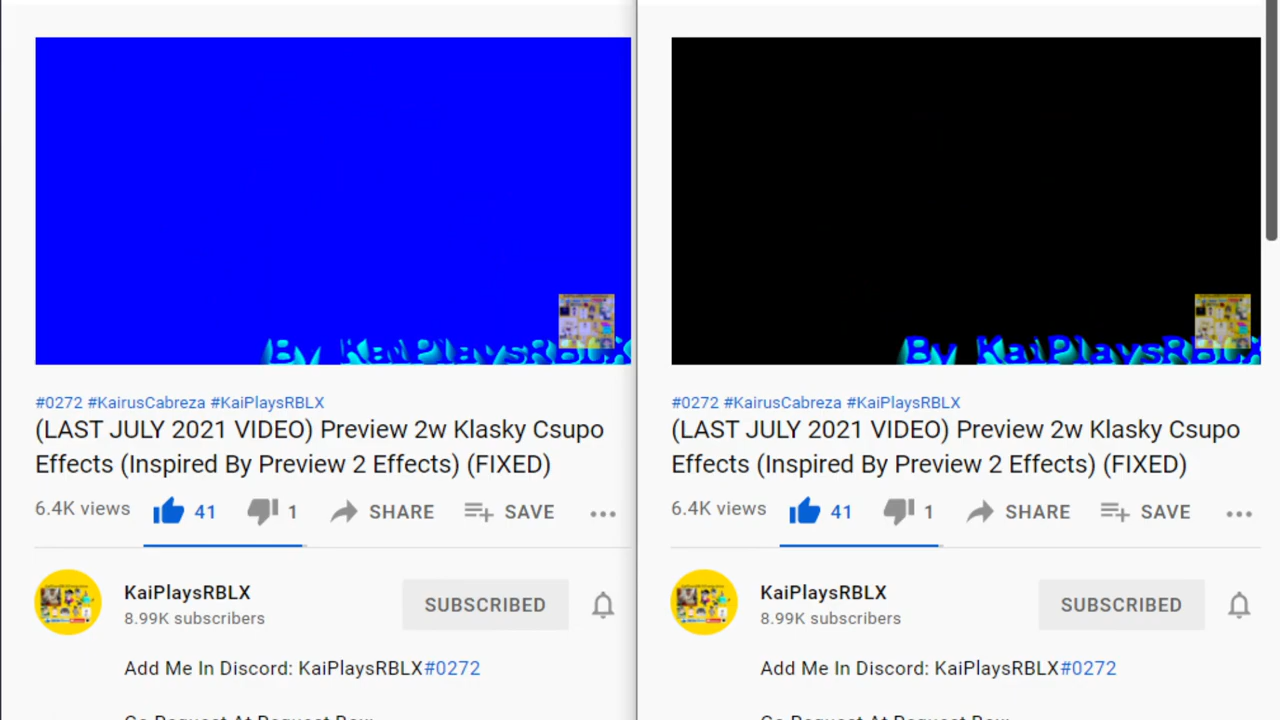 By KaiPlaysRBLX
#0272 #KairusCabreza #KaiPlaysRBLX
(LAST JULY 2021 VIDEO) Preview 2w Klasky Csupo
Effects (Inspired By Preview 2 Effects) (FIXED)
6.4K views 41 1 SHARE SAVE
KaiPlaysRBLX
8.99K subscribers
SUBSCRIBED
Add Me In Discord: KaiPlaysRBLX#0272
By KaiPlaysRBLX
#0272 #KairusCabreza #KaiPlaysRBLX
(LAST JULY 2021 VIDEO) Preview 2w Klasky Csupo
Effects (Inspired By Preview 2 Effects) (FIXED)
6.4K views 41 1 SHARE SAVE
KaiPlaysRBLX
8.99K subscribers
SUBSCRIBED
Add Me In Discord: KaiPlaysRBLX#0272